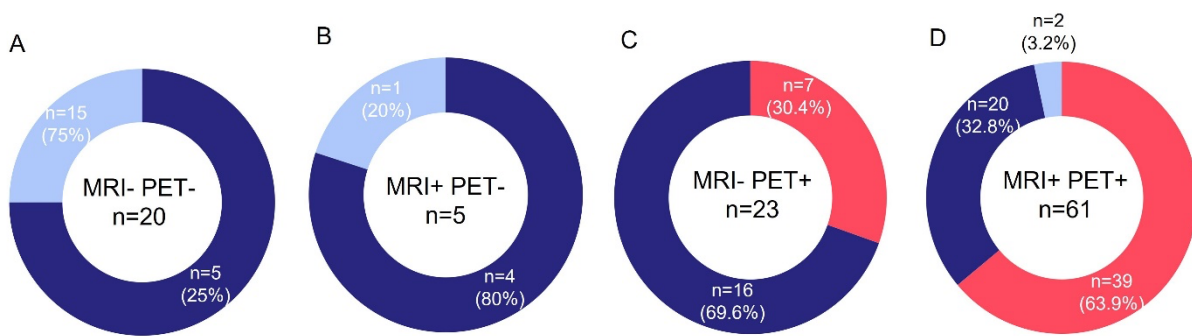 A
n=15
(75%)
MRI- PET-
n=20
n=5
(25%)
B
n=1
(20%)
MRI+ PET-
n=5
n=4
(80%)
C
n=7
(30.4%)
MRI- PET+
n=23
n=16
(69.6%)
D
n=2
(3.2%)
n=20
(32.8%)
MRI+ PET+
n=61
n=39
(63.9%)